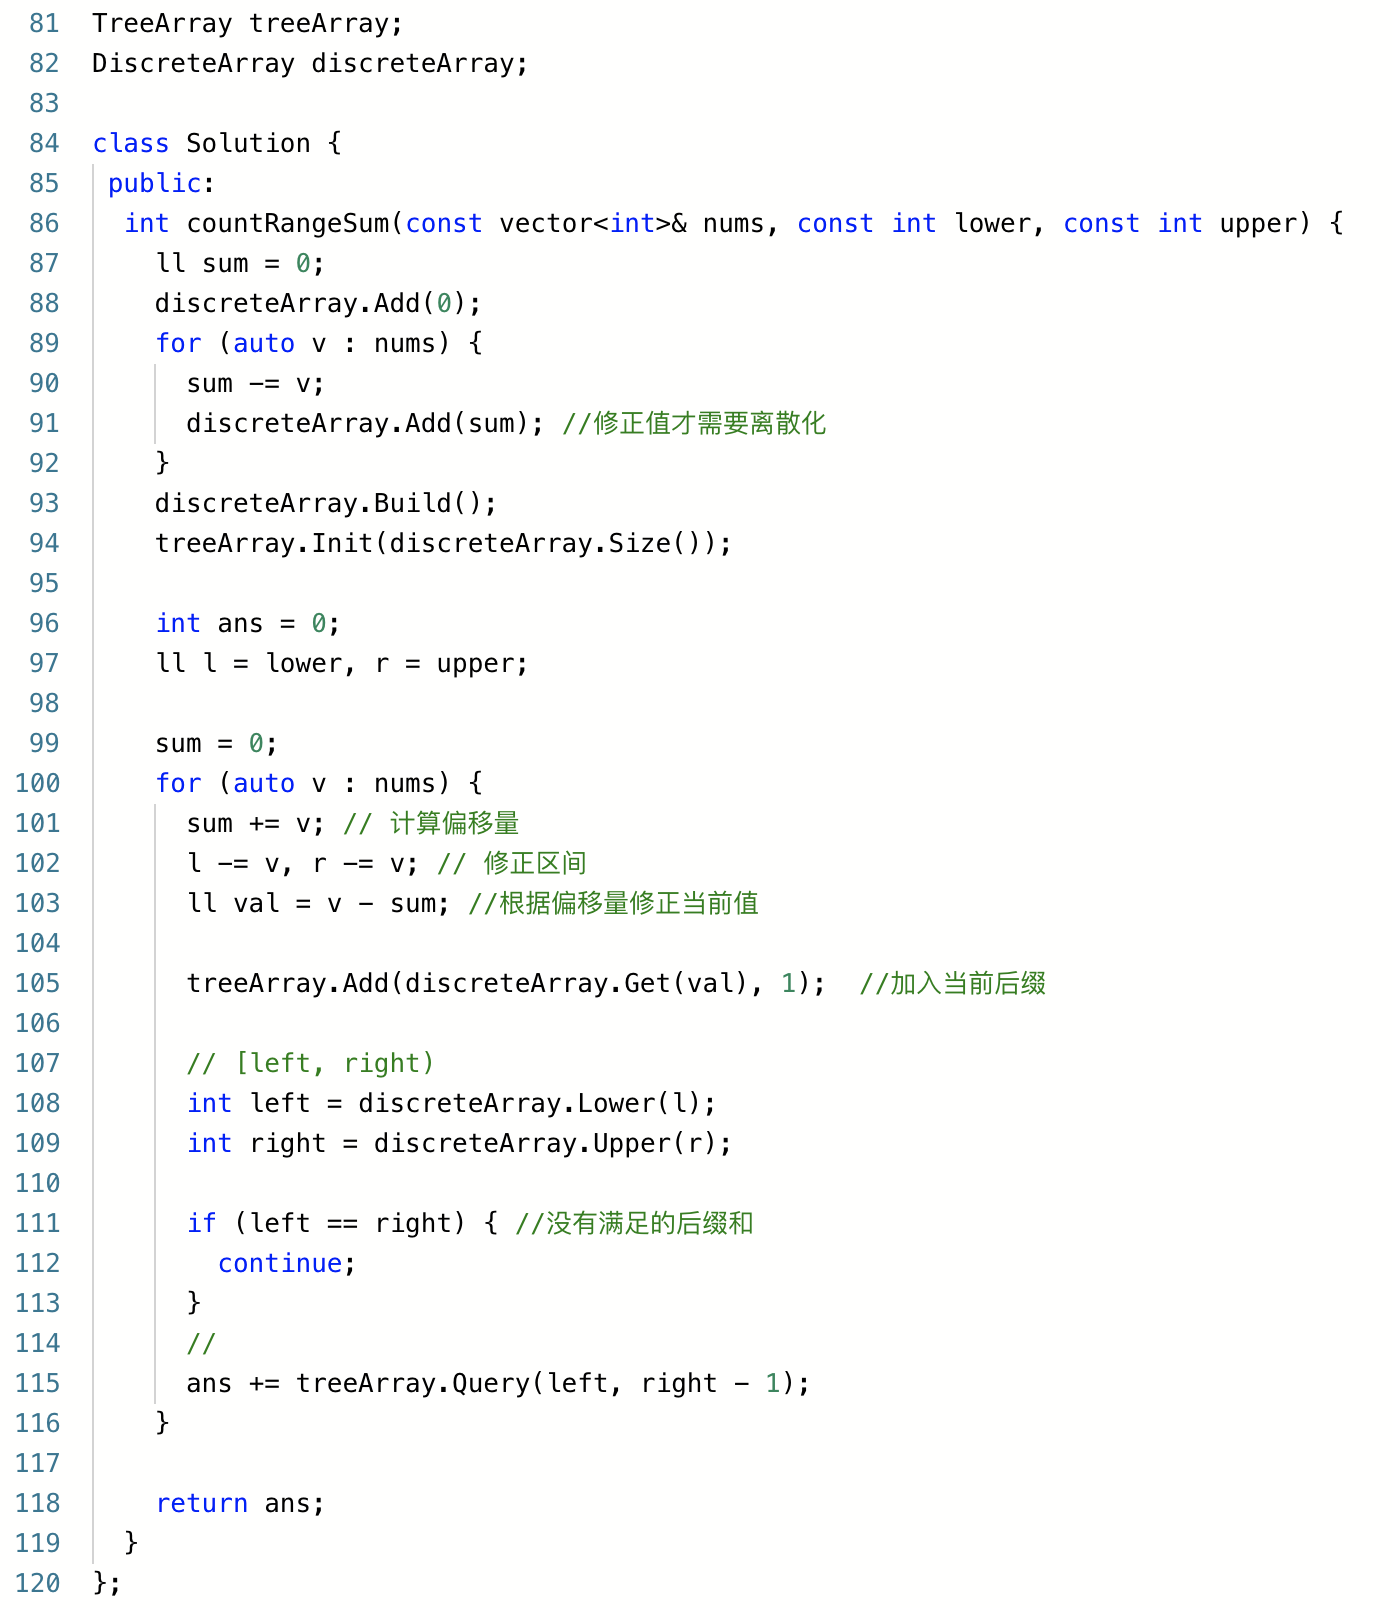 81 TreeArray treeArray;
82 DiscreteArray discreteArray;
83
84 class Solution {
85 public:
86 int countRangeSum(const vector<int>& nums, const int lower, const int upper) {
87 ll sum = 0;
88 discreteArray.Add(0);
89 for (auto v : nums) {
90 sum -= v;
91 discreteArray.Add(sum); //修正值才需要离散化
92 }
93 discreteArray.Build();
94 treeArray.Init(discreteArray.Size());
95
96 int ans = 0;
97 ll l = lower, r = upper;
98
99 sum = 0;
100 for (auto v : nums) {
101 sum += v; // 计算偏移量
102 l -= v, r -= v; // 修正区间
103 ll val = v - sum; //根据偏移量修正当前值
104
105 treeArray.Add(discreteArray.Get(val), 1);  //加入当前后缀
106
107 // [left, right)
108 int left = discreteArray.Lower(l);
109 int right = discreteArray.Upper(r);
110
111 if (left == right) { //没有满足的后缀和
112 continue;
113 }
114 //
115 ans += treeArray.Query(left, right - 1);
116 }
117
118 return ans;
119 }
120 };